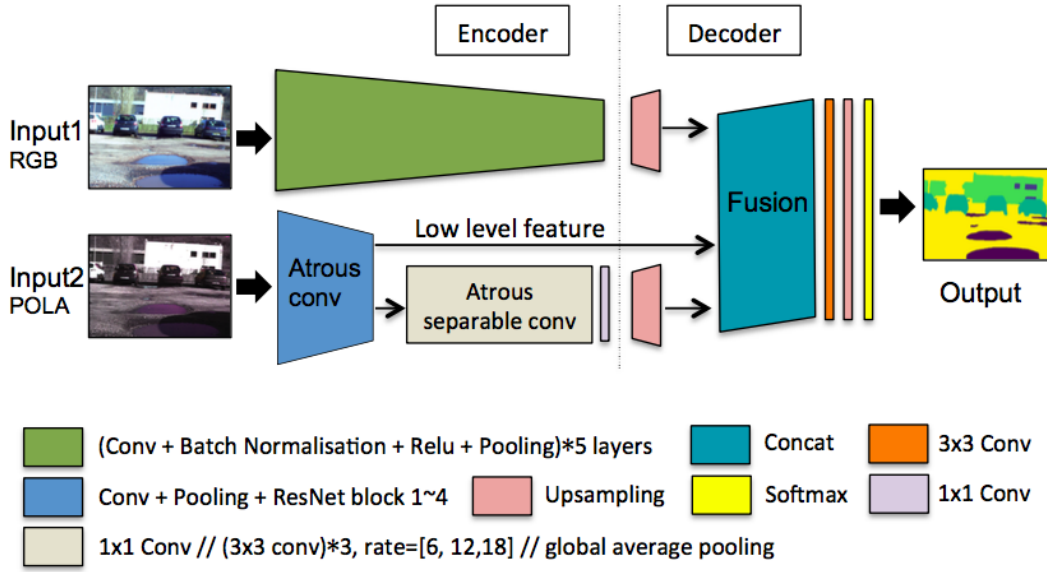 Encoder
Decoder
Input1
RGB
Fusion
Low level feature
Input2
POLA
Atrous
conv
Atrous
separable conv
Output
(Conv + Batch Normalisation + Relu + Pooling)*5 layers
Concat
3x3 Conv
Conv + Pooling + ResNet block 1~4
Upsampling
Softmax
1x1 Conv
1x1 Conv // (3x3 conv)*3, rate=[6, 12,18] // global average pooling